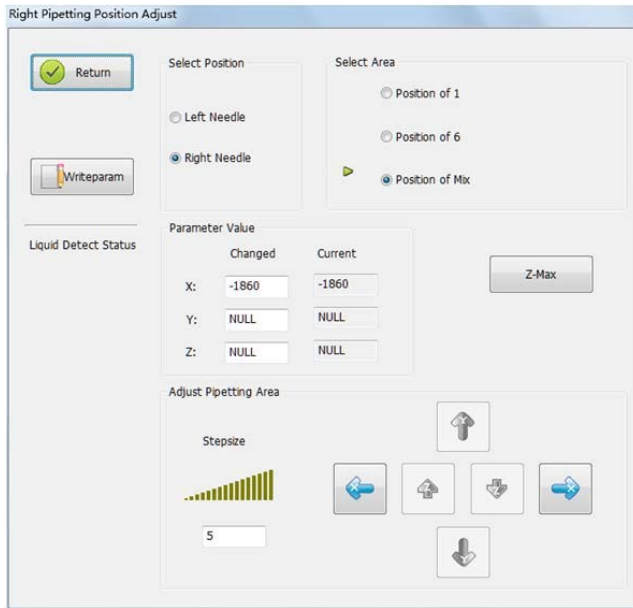 Right Pipetting Position Adjust
Return
Writeparam
Liquid Detect Status
Select Position
Left Needle
Right Needle
Select Area
Position of 1
Position of 6
Position of Mix
Parameter Value
Changed Current
X: -1860 -1860
Y: NULL NULL
Z: NULL NULL
Z-Max
Adjust Pipetting Area
Stepsize
5
Y
X Z Z X
Y